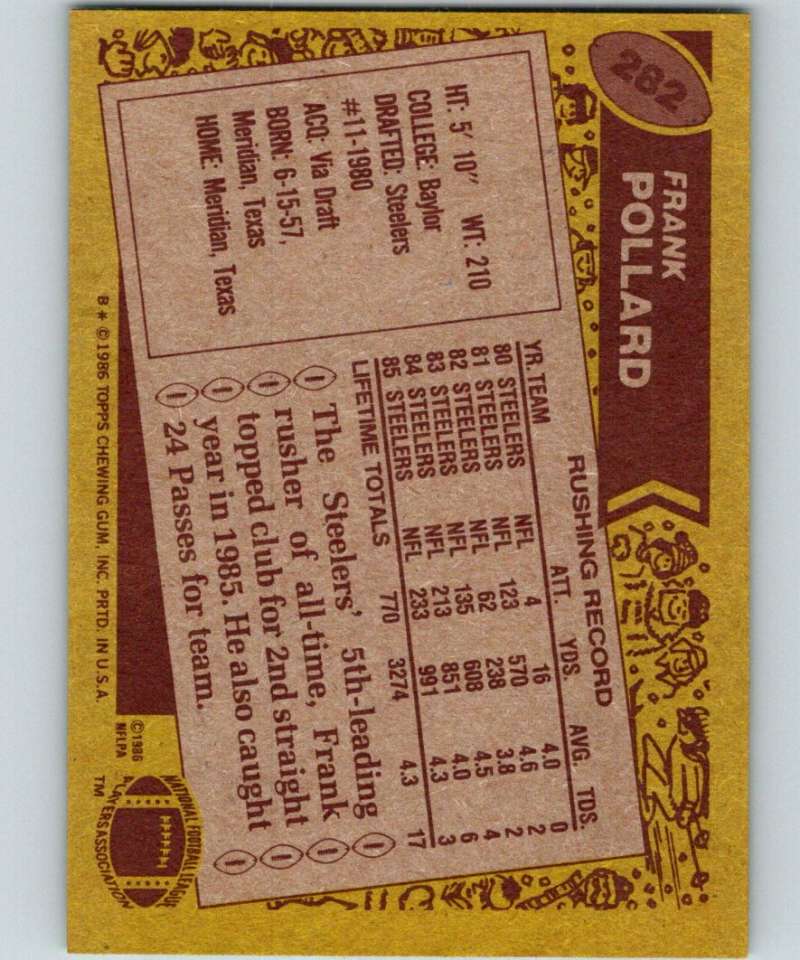 282
FRANK
POLLARD
HT: 5' 10" WT: 210
COLLEGE: Baylor
DRAFTED: Steelers
#11-1980
ACQ: Via Draft
BORN: 6-15-57,
Meridian, Texas
HOME: Meridian, Texas
RUSHING RECORD
YR. TEAM ATT. YDS. AVG. TDS.
80 STEELERS NFL 4 16 4.0 0
81 STEELERS NFL 123 570 4.6 2
82 STEELERS NFL 62 238 3.8 2
83 STEELERS NFL 135 608 4.5 4
84 STEELERS NFL 213 851 4.0 6
85 STEELERS NFL 233 991 4.3 3
LIFETIME TOTALS 770 3274 4.3 17
The Steelers' 5th-leading
rusher of all-time, Frank
topped club for 2nd straight
year in 1985. He also caught
24 Passes for team.
B * ©1986 TOPPS CHEWING GUM, INC. PRTD. IN U.S.A.
©1986
NFLPA
NATIONAL FOOTBALL LEAGUE
PLAYERS ASSOCIATION
TM